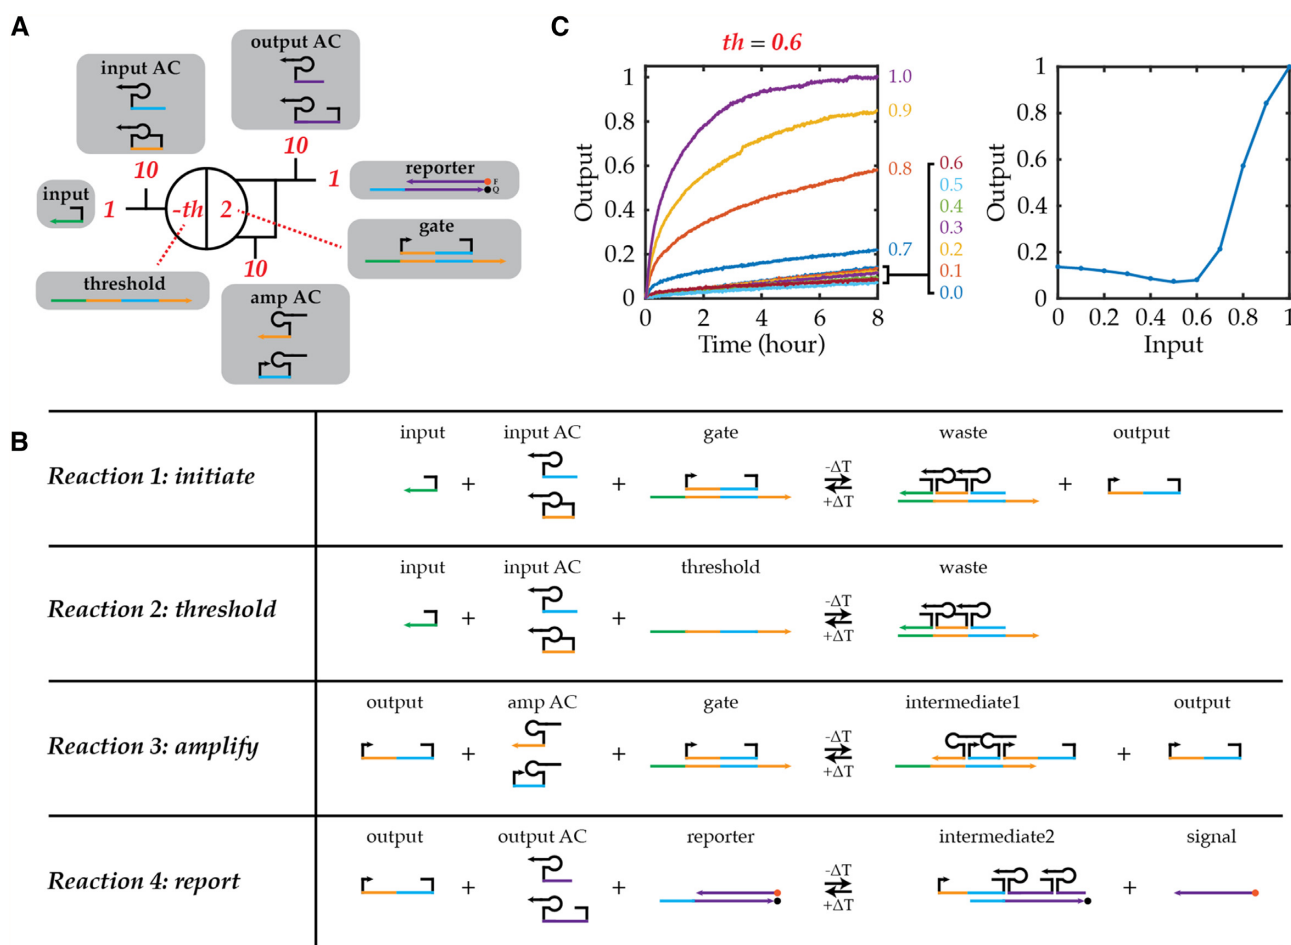 A
input AC
output AC
10
10
input
1
-th
2
1
reporter
F
Q
gate
threshold
10
amp AC
C
th = 0.6
Output
1
0.8
0.6
0.4
0.2
0
0 2 4 6 8
Time (hour)
1.0
0.9
0.8
0.7
0.6
0.5
0.4
0.3
0.2
0.1
0.0
Output
1
0.8
0.6
0.4
0.2
0
0 0.2 0.4 0.6 0.8 1
Input
B
Reaction 1: initiate
input input AC gate waste output
+ + -ΔT +
+ΔT
Reaction 2: threshold
input input AC threshold waste
+ + -ΔT
+ΔT
Reaction 3: amplify
output amp AC gate intermediate1 output
+ + -ΔT +
+ΔT
Reaction 4: report
output output AC reporter intermediate2 signal
+ + -ΔT +
+ΔT